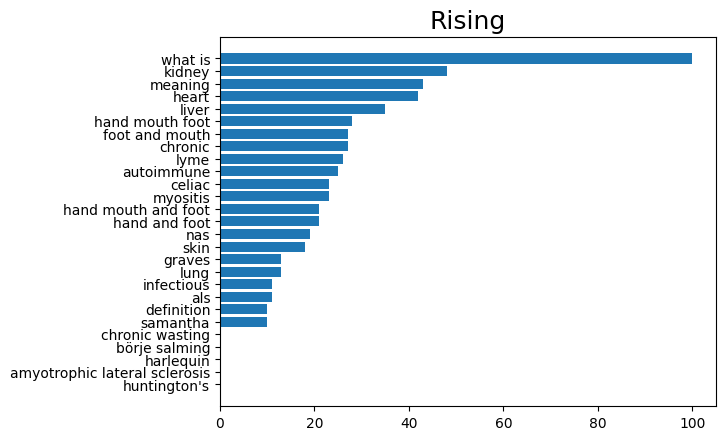 Rising
what is
kidney
meaning
heart
liver
hand mouth foot
foot and mouth
chronic
lyme
autoimmune
celiac
myositis
hand mouth and foot
hand and foot
nas
skin
graves
lung
infectious
als
definition
samantha
chronic wasting
börje salming
harlequin
amyotrophic lateral sclerosis
huntington's
0 20 40 60 80 100